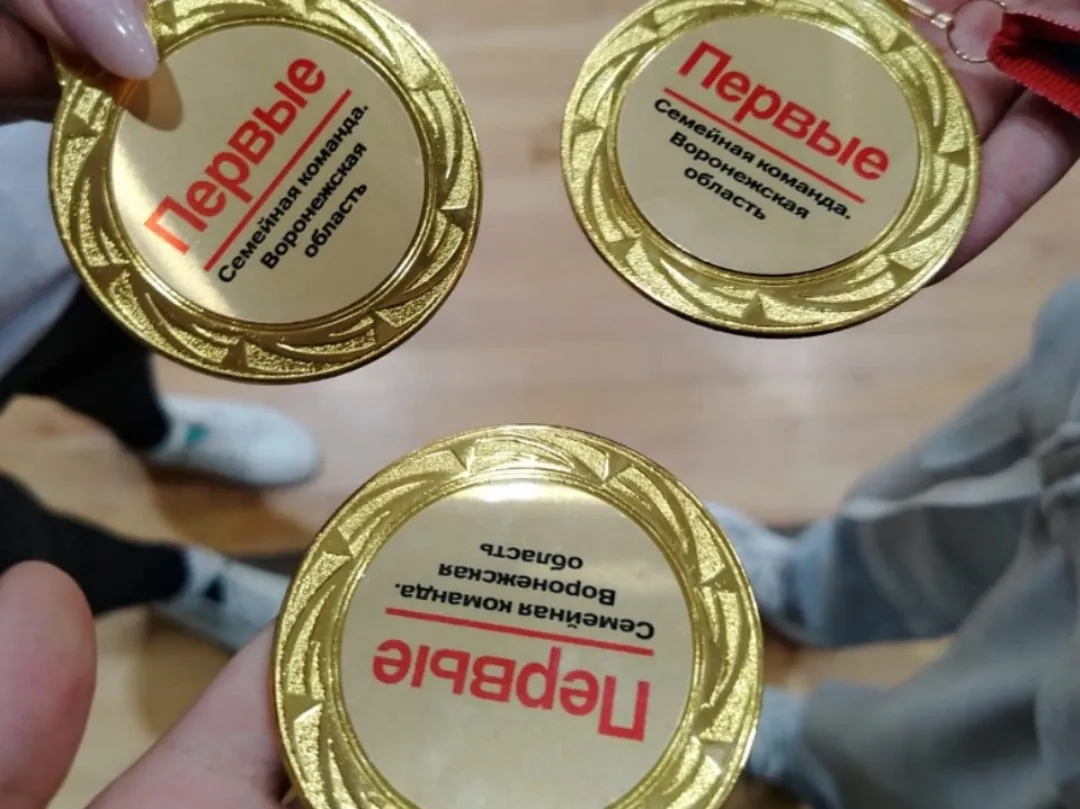 Первые
Семейная команда.
Воронежская
область
Первые
Семейная команда.
Воронежская
область
Первые
Семейная команда.
Воронежская
область